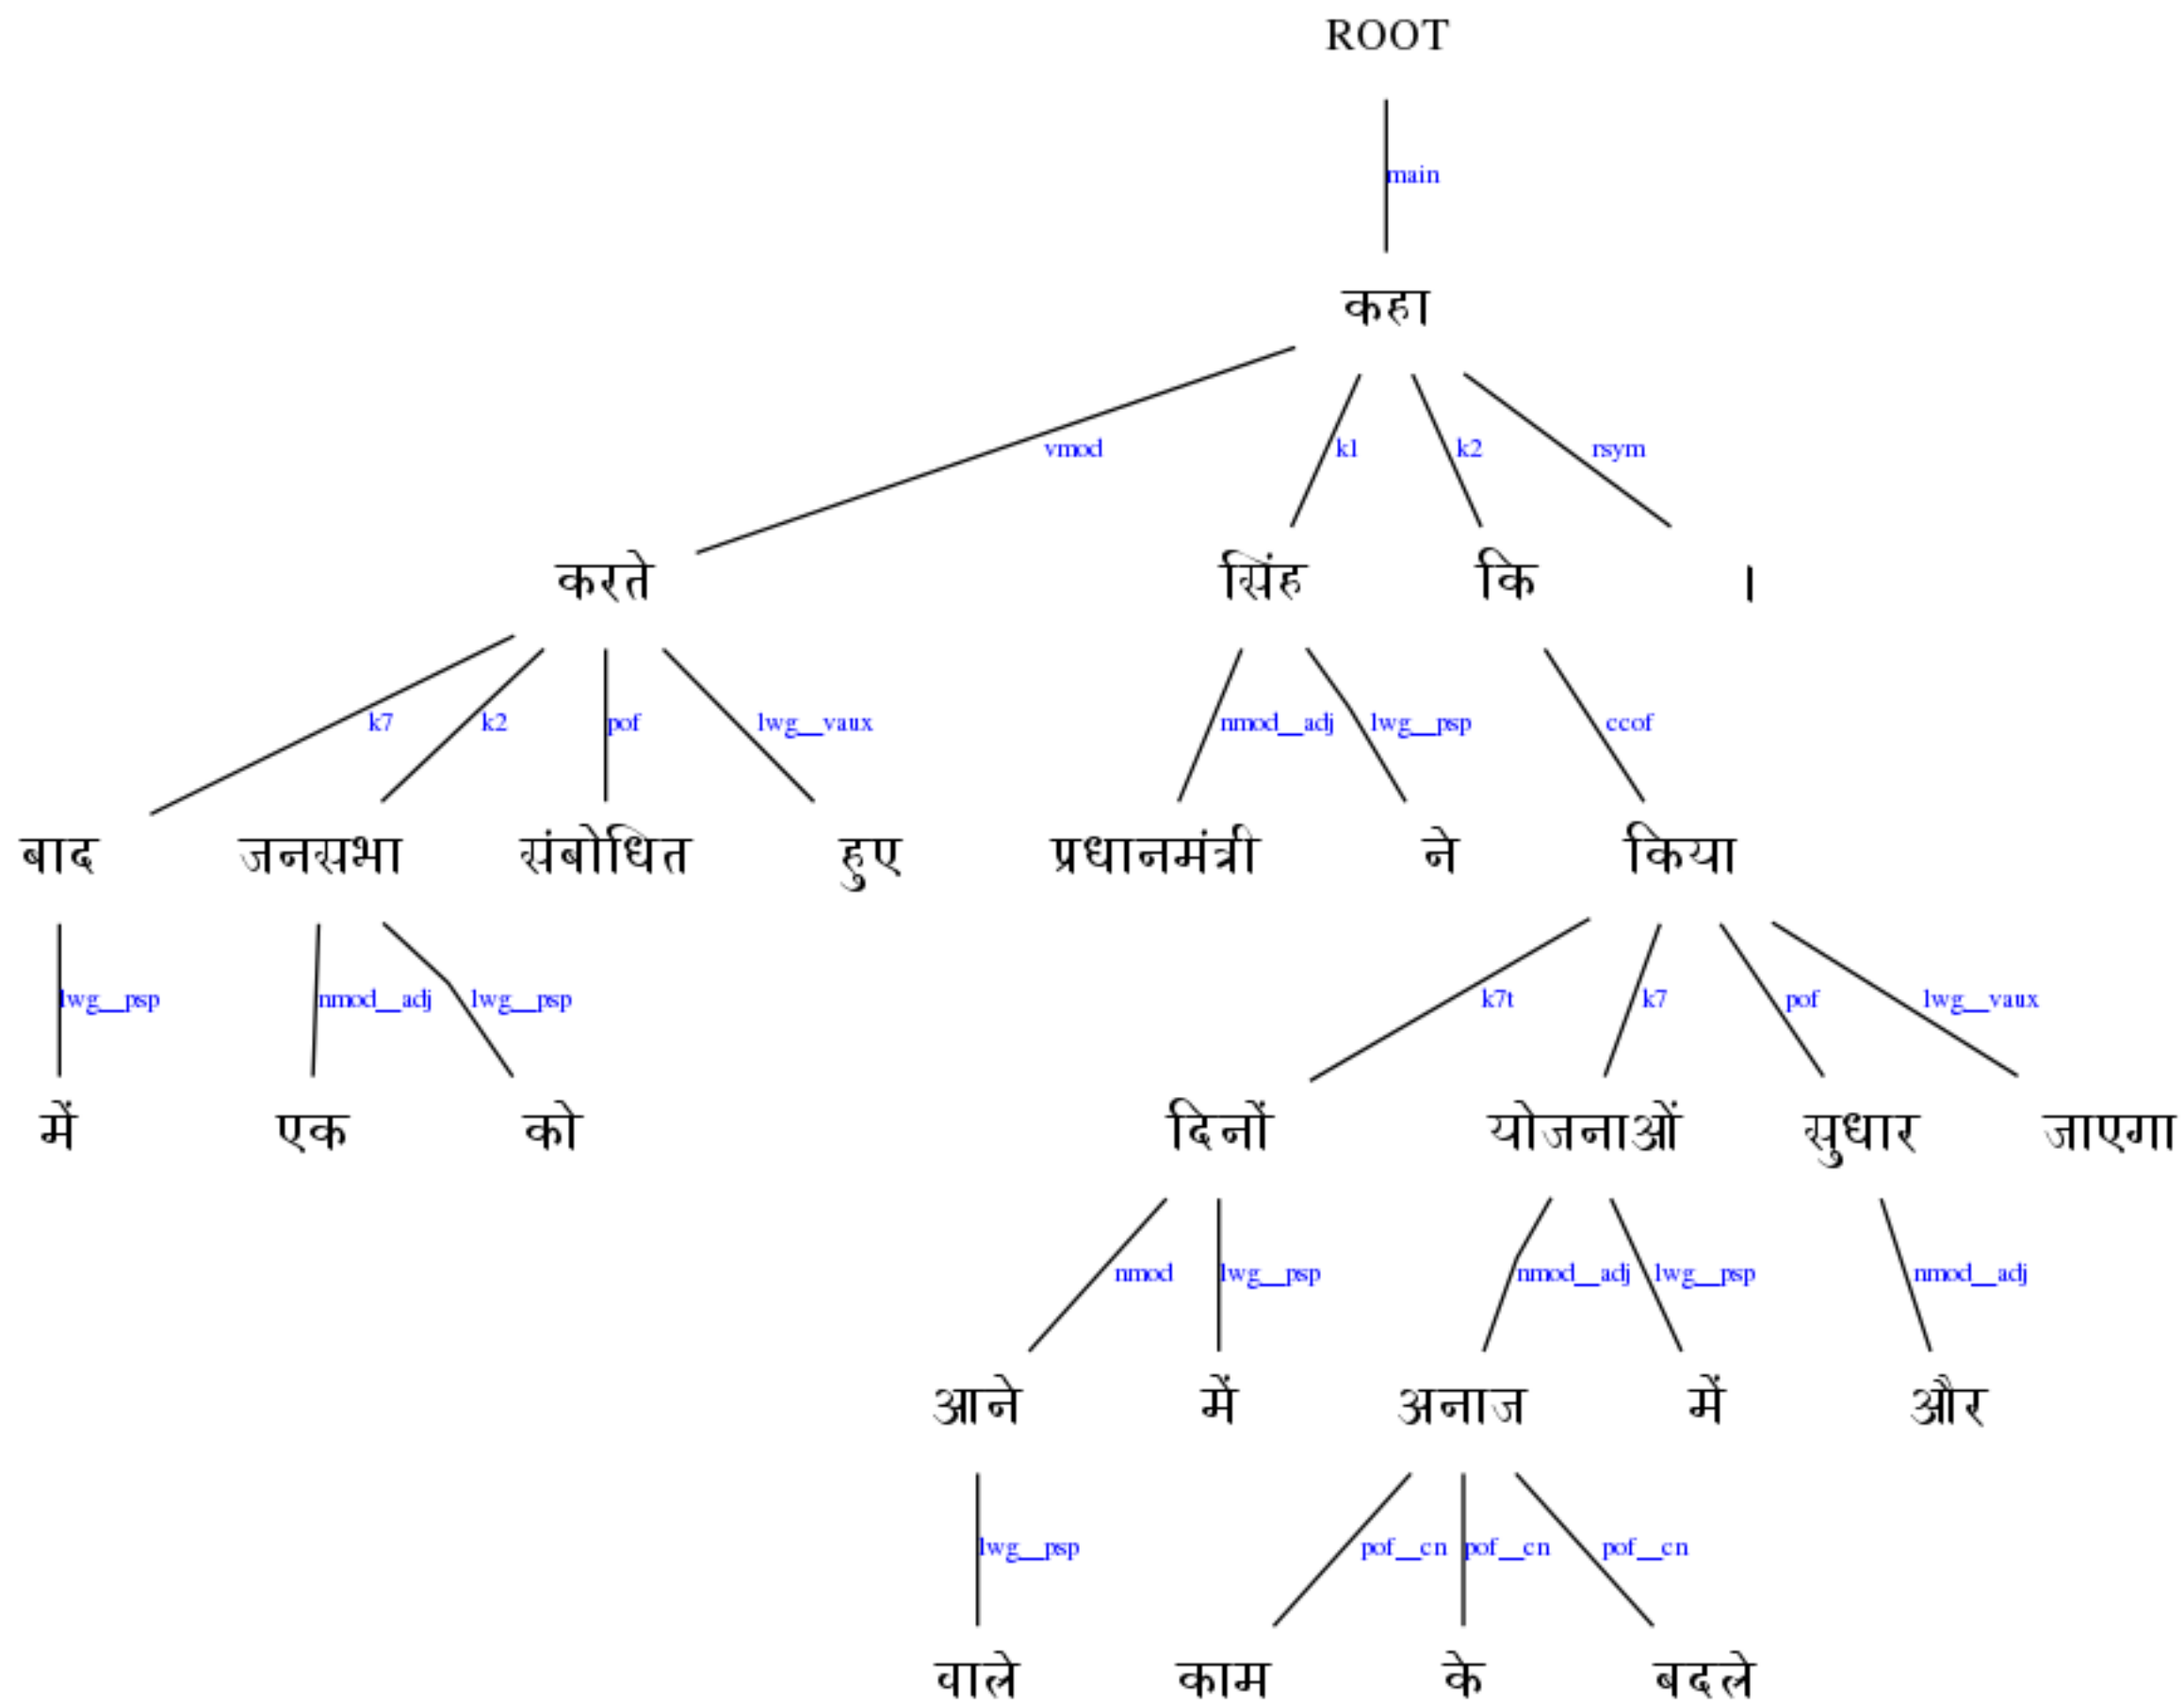 ROOT
main
कहा
vmod k1 k2 rsym
करते सिंह कि ।
k7 k2 pof lwg__vaux nmod__adj lwg__psp ccof
बाद जनसभा संबोधित हुए प्रधानमंत्री ने किया
lwg__psp nmod__adj lwg__psp k7t k7 pof lwg__vaux
में एक को दिनों योजनाओं सुधार जाएगा
nmod lwg__psp nmod__adj lwg__psp nmod__adj
आने में अनाज में और
lwg__psp pof__cn pof__cn pof__cn
वाले काम के बदले